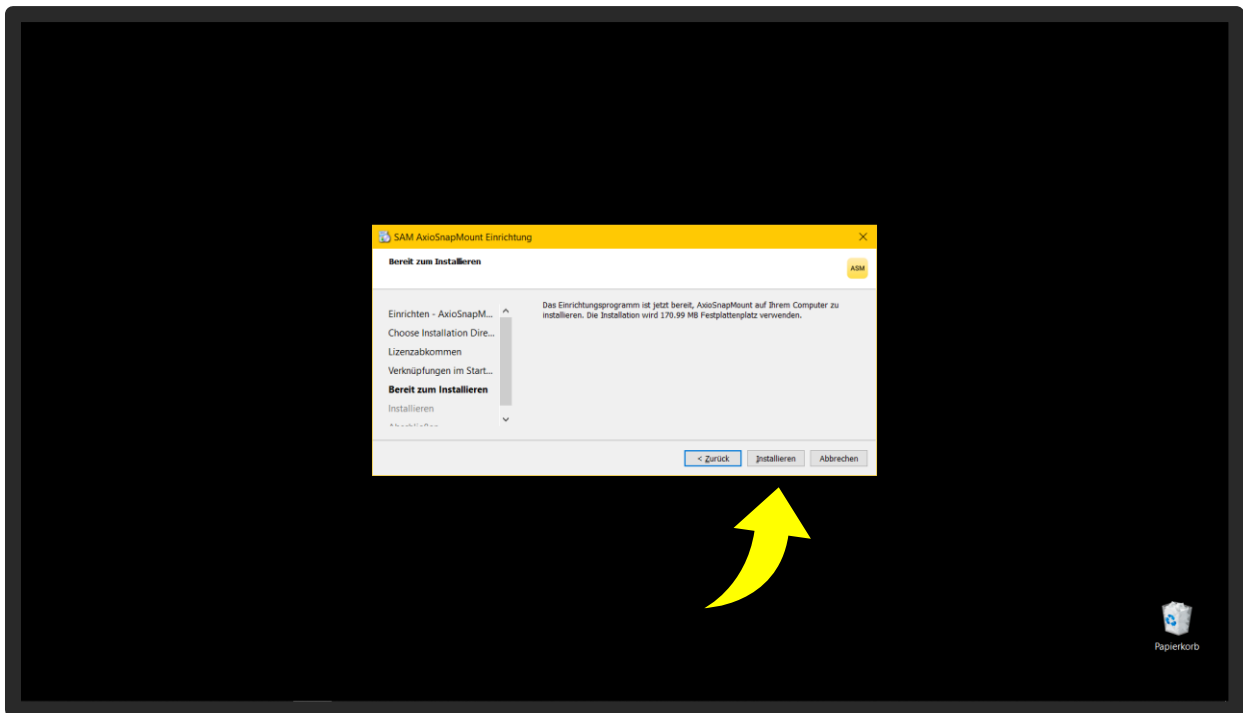 SAM AxioSnapMount Einrichtung
Bereit zum Installieren
ASM
Einrichten - AxioSnapM...
Choose Installation Dire...
Lizenzabkommen
Verknüpfungen im Start...
Bereit zum Installieren
Installieren
Das Einrichtungsprogramm ist jetzt bereit, AxioSnapMount auf Ihrem Computer zu
installieren. Die Installation wird 170.99 MB Festplattenplatz verwenden.
< Zurück
Installieren
Abbrechen
Papierkorb